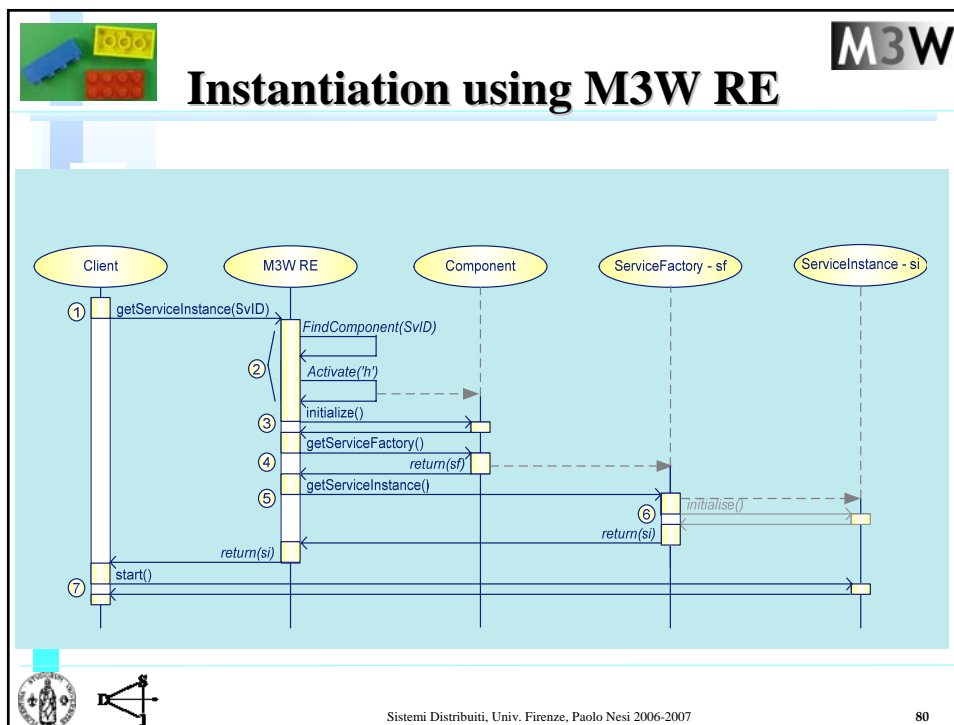 M3W
Instantiation using M3W RE
Client
M3W RE
Component
ServiceFactory - sf
ServiceInstance - si
1
getServiceInstance(SvID)
FindComponent(SvID)
2
Activate('h')
initialize()
3
getServiceFactory()
4
return(sf)
getServiceInstance()
5
initialise()
6
return(si)
return(si)
start()
7
D S I
Sistemi Distribuiti, Univ. Firenze, Paolo Nesi 2006-2007
80